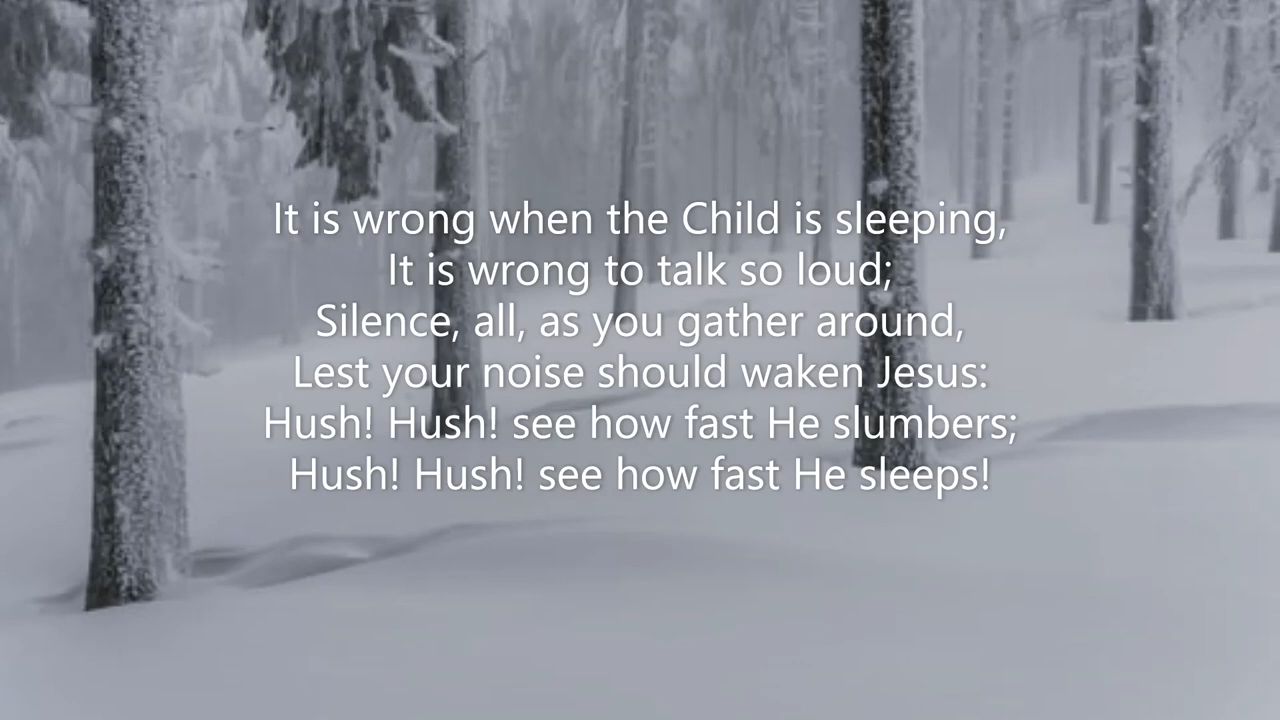 It is wrong when the Child is sleeping,
It is wrong to talk so loud;
Silence, all, as you gather around,
Lest your noise should waken Jesus:
Hush! Hush! see how fast He slumbers;
Hush! Hush! see how fast He sleeps!